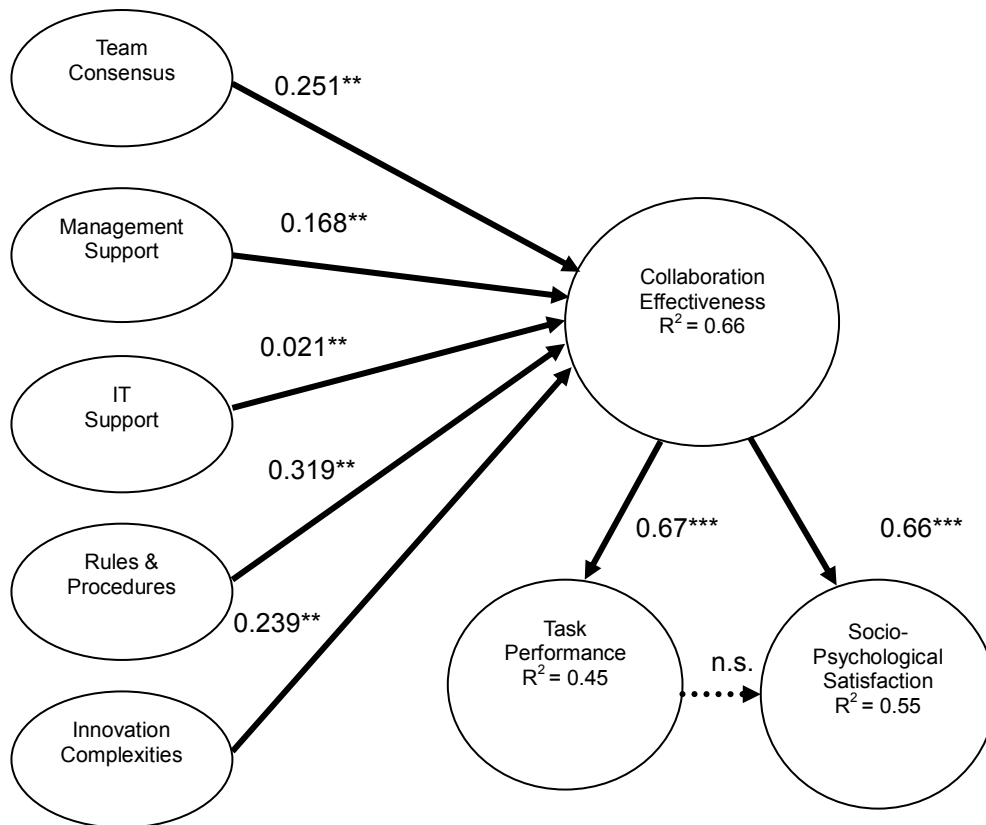 Team
Consensus
0.251**
Management
Support
0.168**
Collaboration
Effectiveness
R² = 0.66
IT
Support
0.021**
0.319**
Rules &
Procedures
0.239**
0.67***
0.66***
Task
Performance
R² = 0.45
n.s.
Socio-
Psychological
Satisfaction
R² = 0.55
Innovation
Complexities